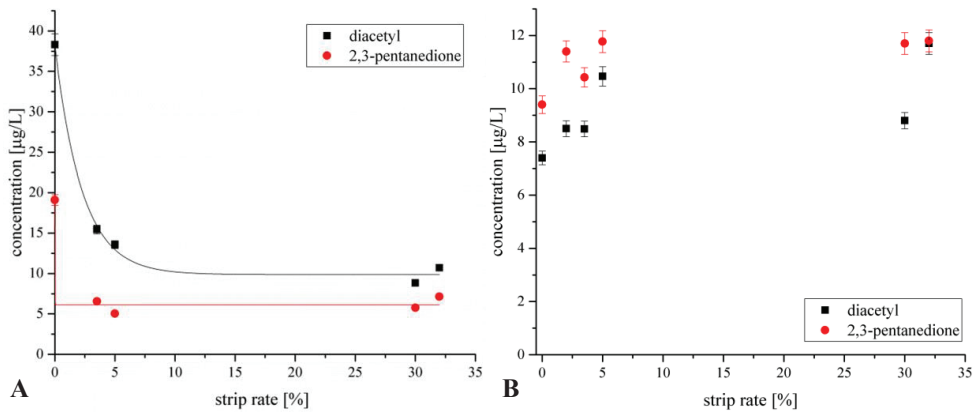 40
35
30
25
20
15
10
5
0
concentration [µg/L]
diacetyl
2,3-pentanedione
0 5 10 15 20 25 30 35
strip rate [%]
A
12
10
8
6
4
2
0
concentration [µg/L]
diacetyl
2,3-pentanedione
0 5 10 15 20 25 30 35
strip rate [%]
B